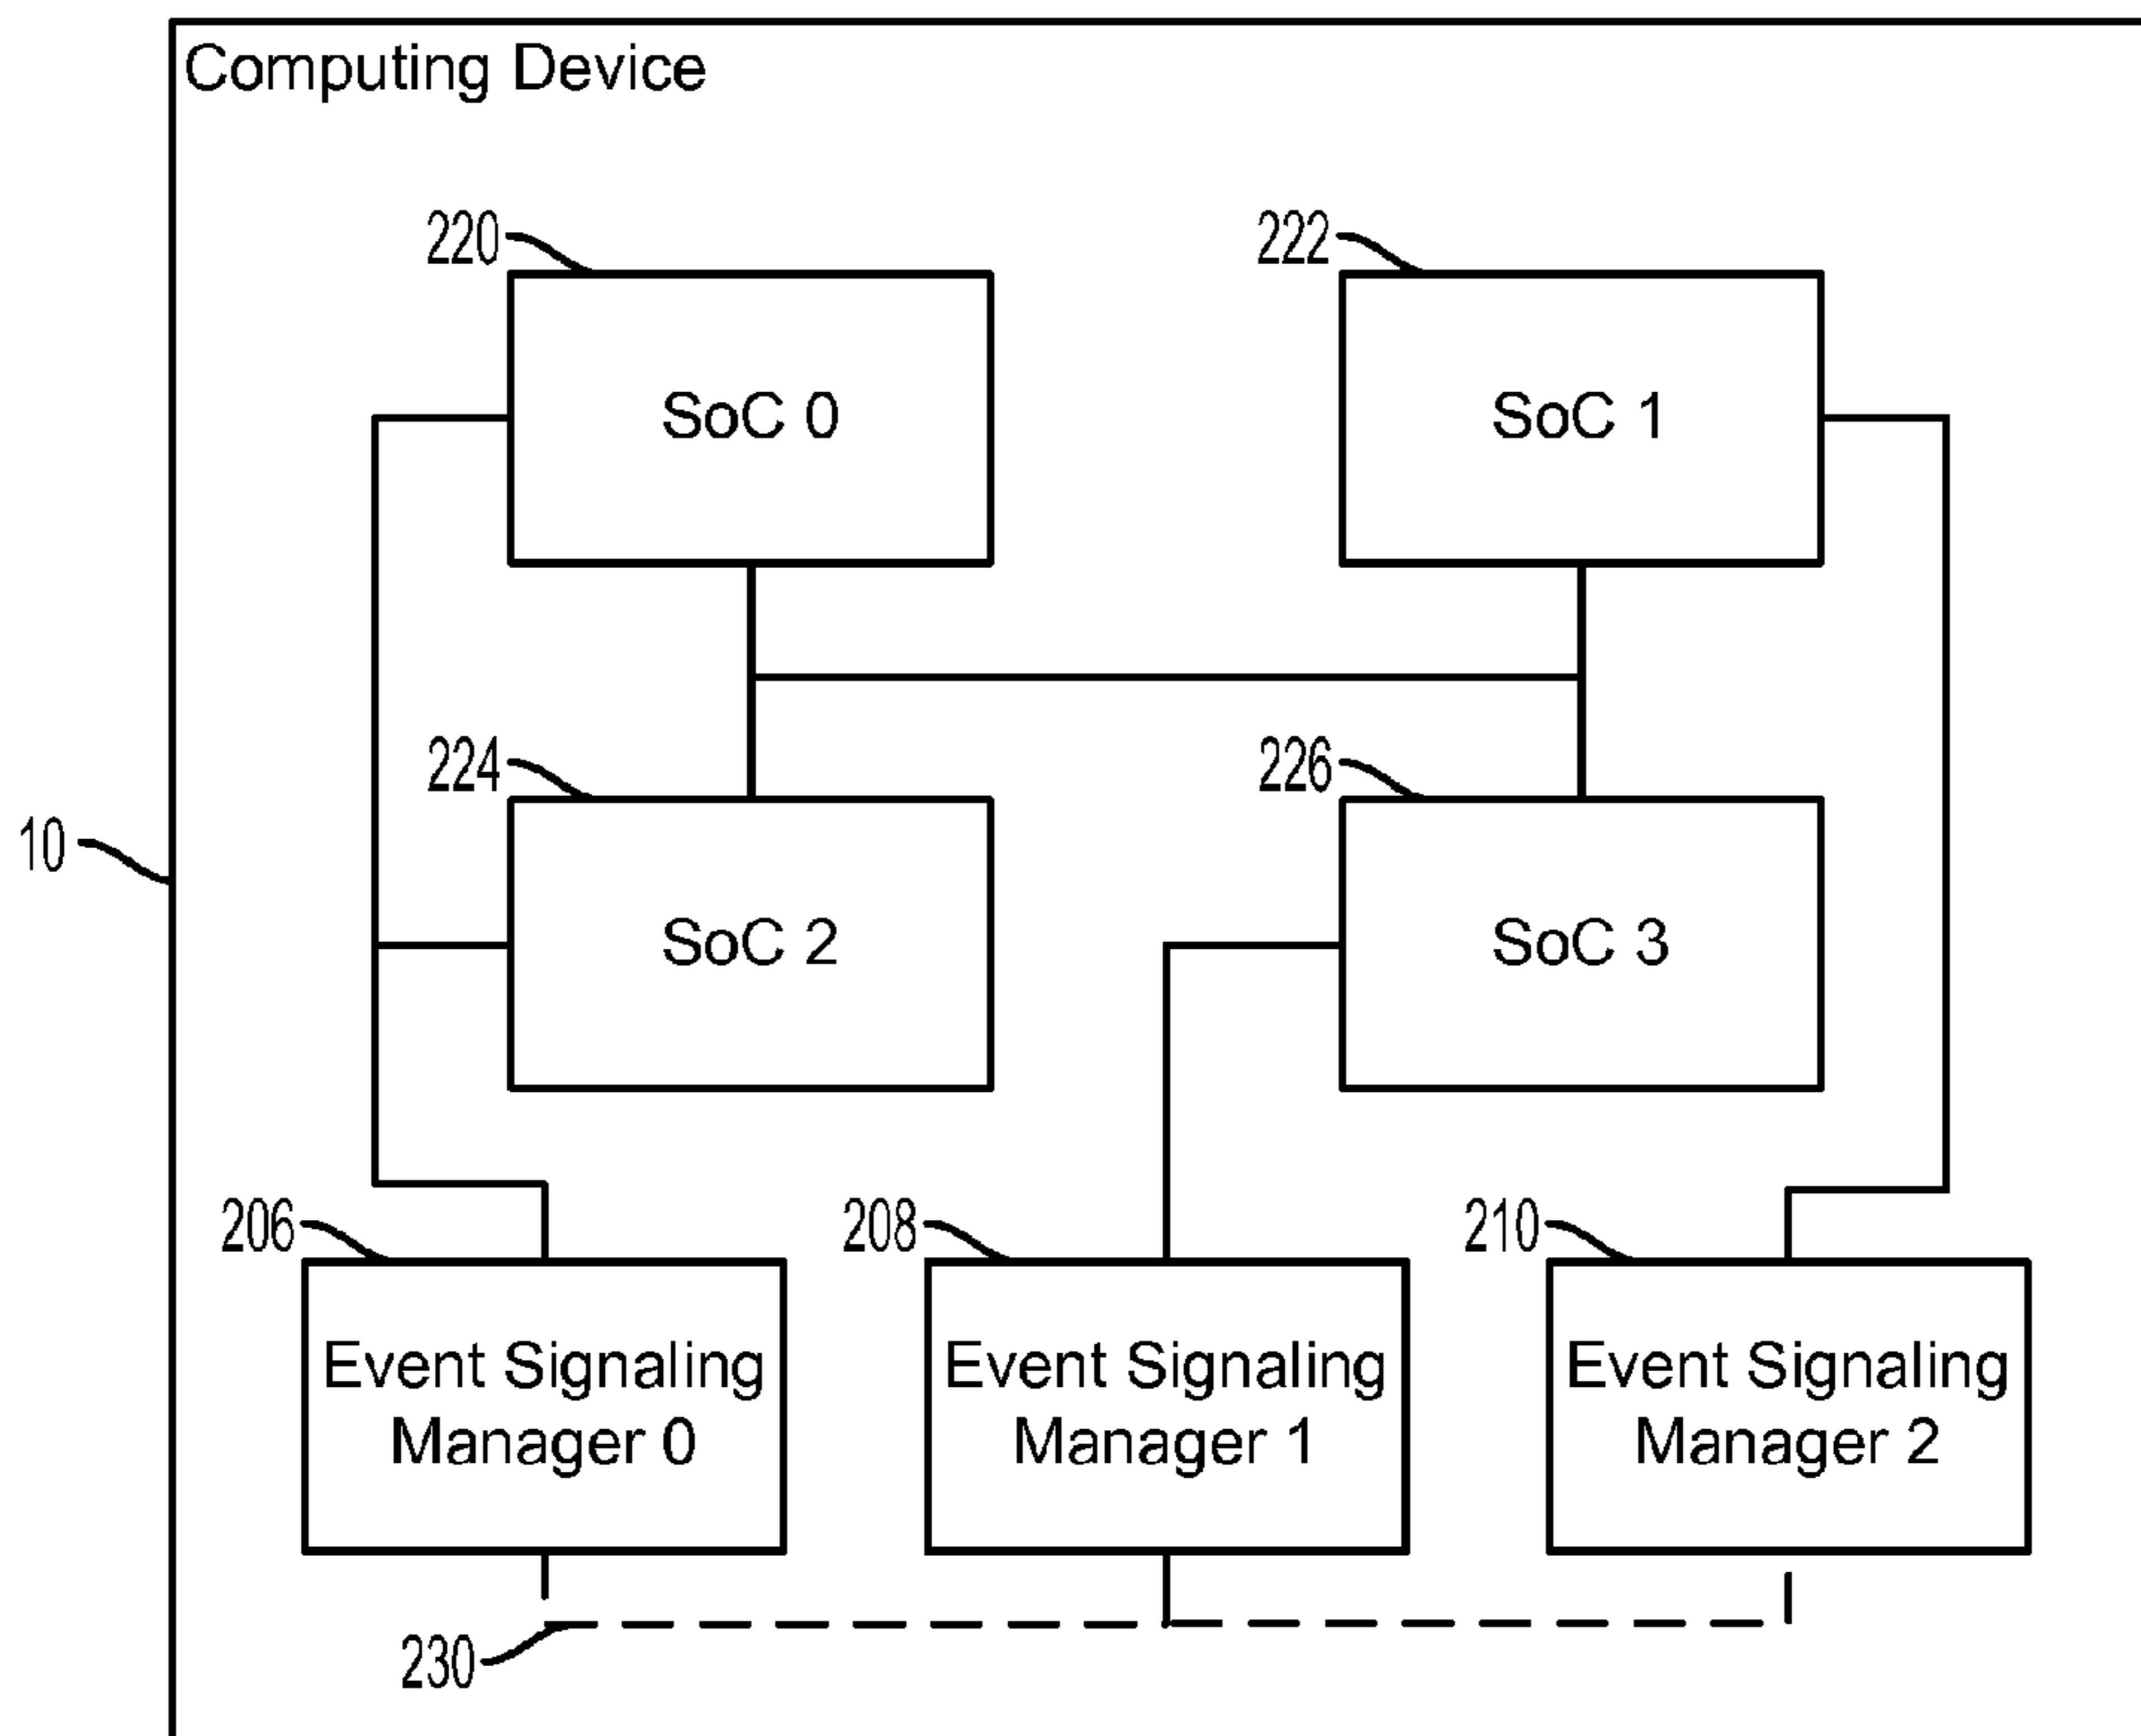 Computing Device
220
222
SoC 0
SoC 1
224
226
10
SoC 2
SoC 3
206
208
210
Event Signaling
Manager 0
Event Signaling
Manager 1
Event Signaling
Manager 2
230